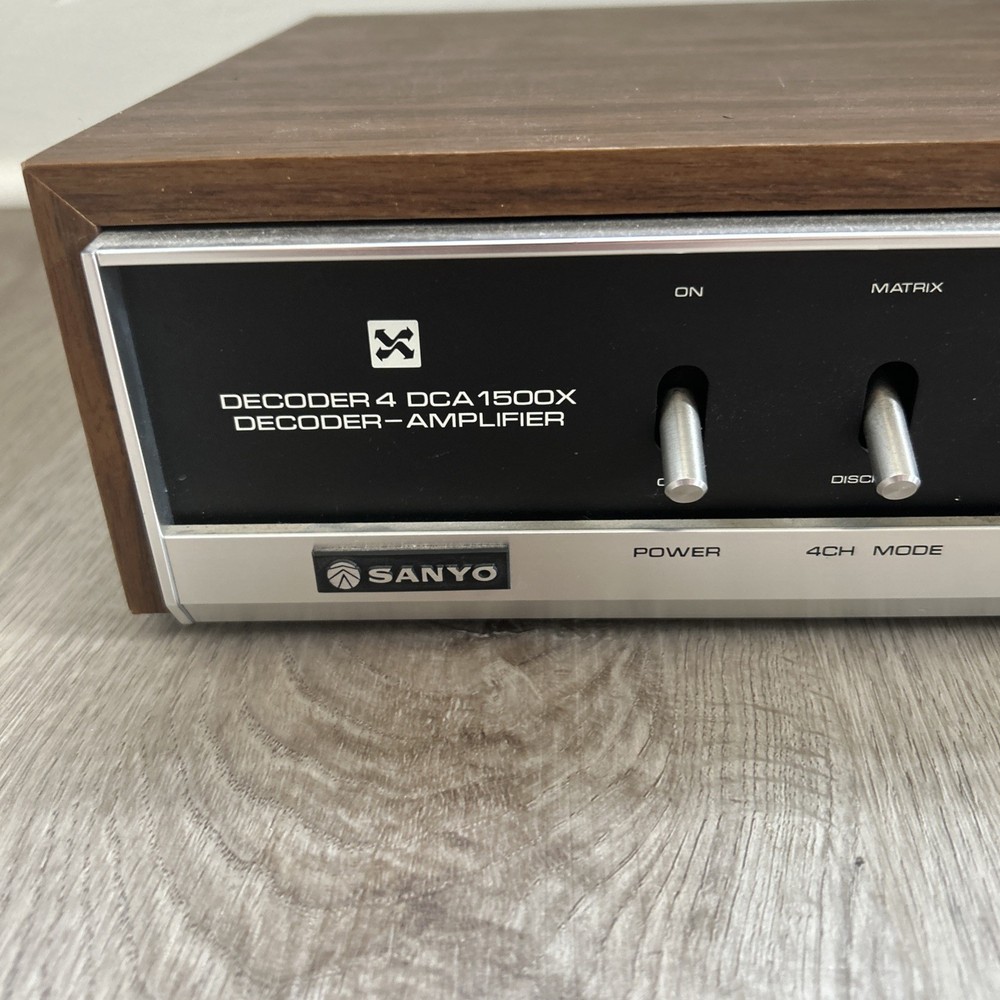 ON
MATRIX
DECODER 4 DCA1500X
DECODER-AMPLIFIER
POWER
4CH MODE
SANYO